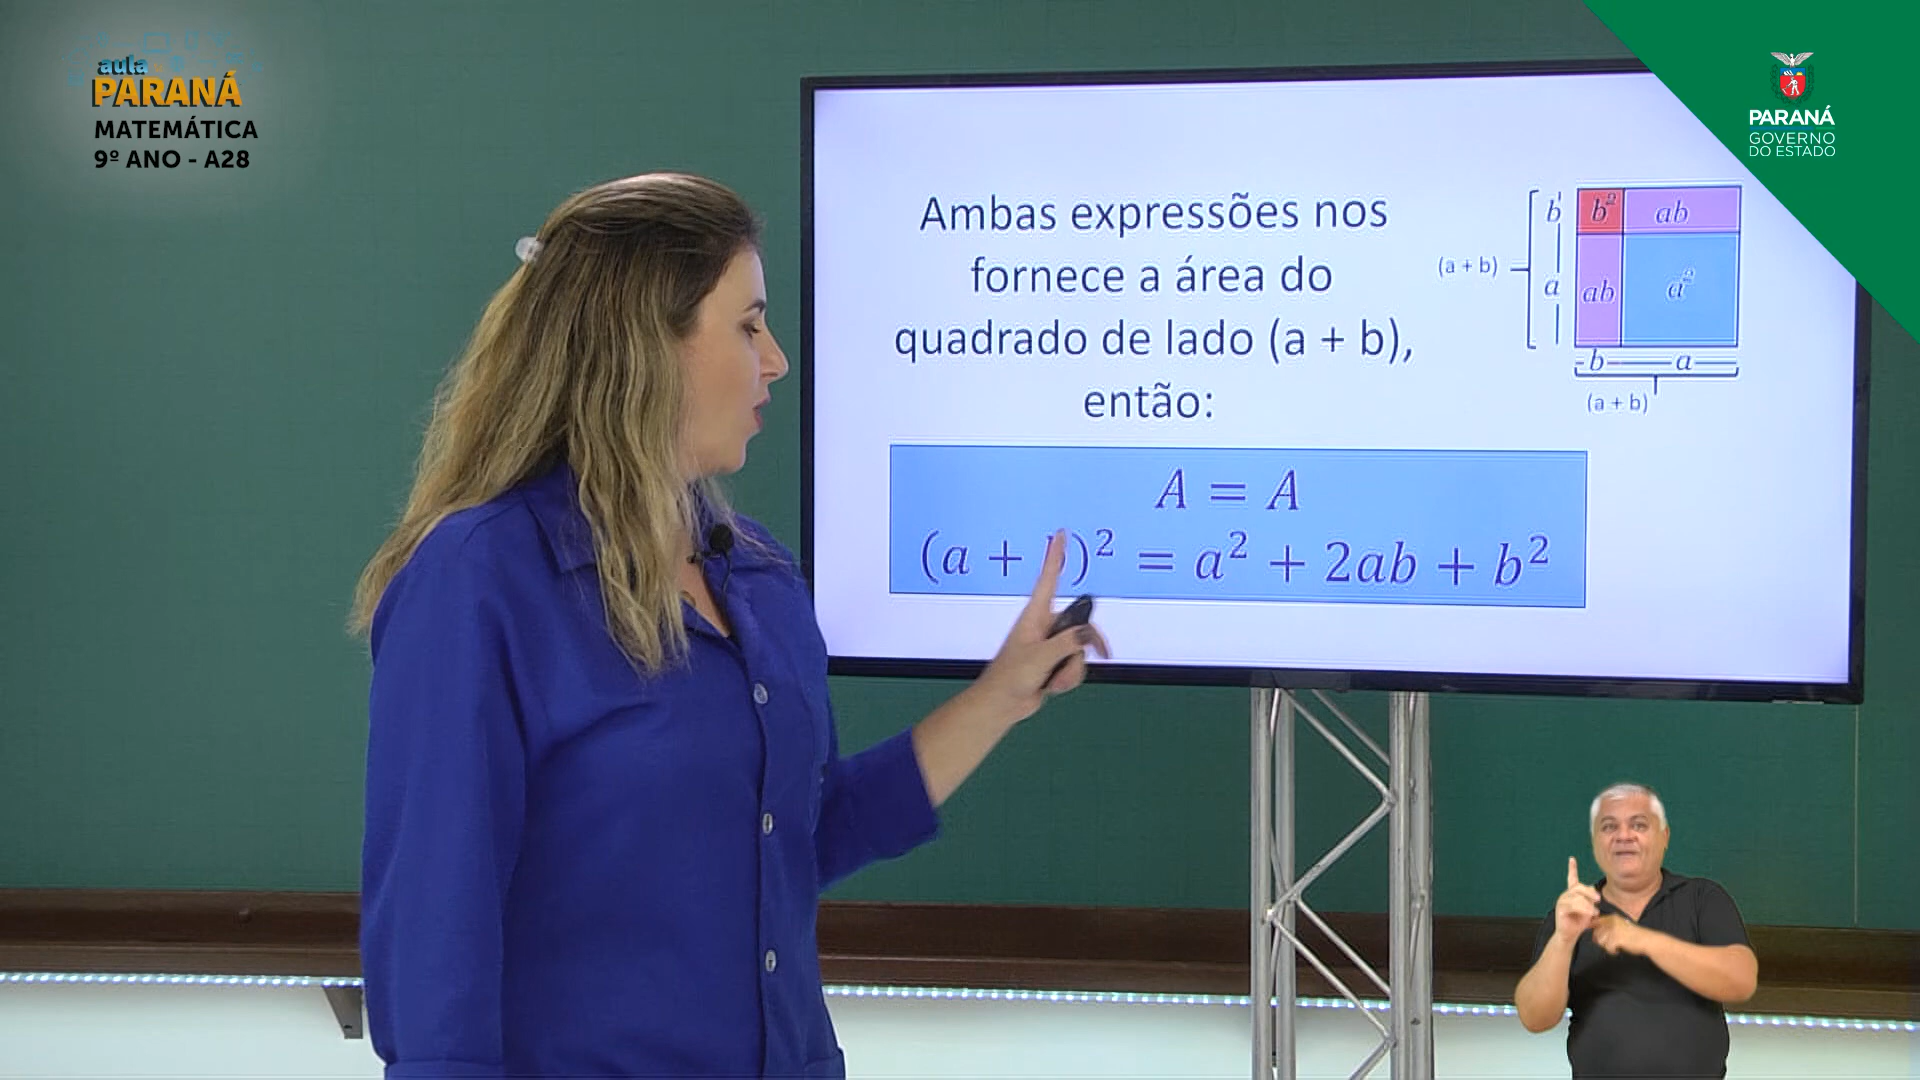 aula
PARANÁ
MATEMÁTICA
9º ANO - A28
PARANÁ
GOVERNO
DO ESTADO
Ambas expressões nos
fornece a área do
quadrado de lado (a + b),
então:
b
b²
ab
(a + b)
a
ab
a²
b
a
(a + b)
A = A
(a + )² = a² + 2ab + b²